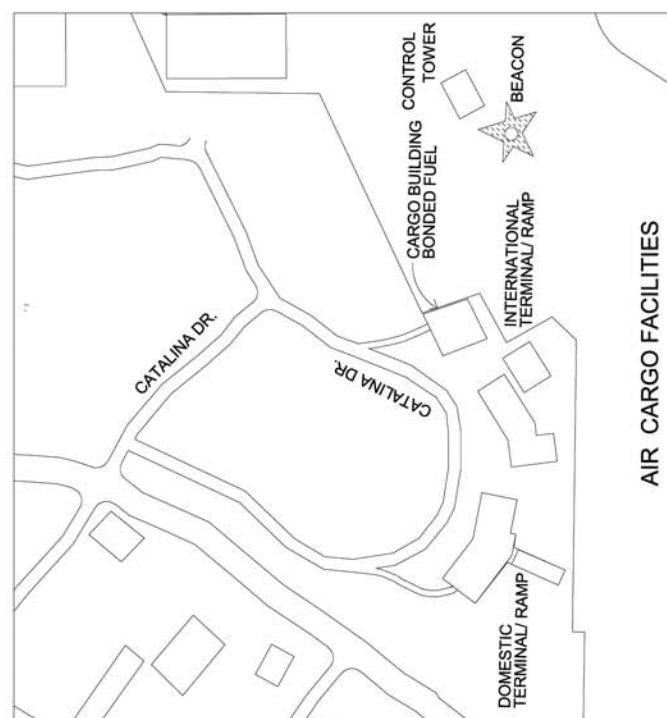 CONTROL
TOWER
BEACON
CARGO BUILDING
BONDED FUEL
INTERNATIONAL
TERMINAL/ RAMP
CATALINA DR.
CATALINA DR.
DOMESTIC
TERMINAL/ RAMP
AIR CARGO FACILITIES